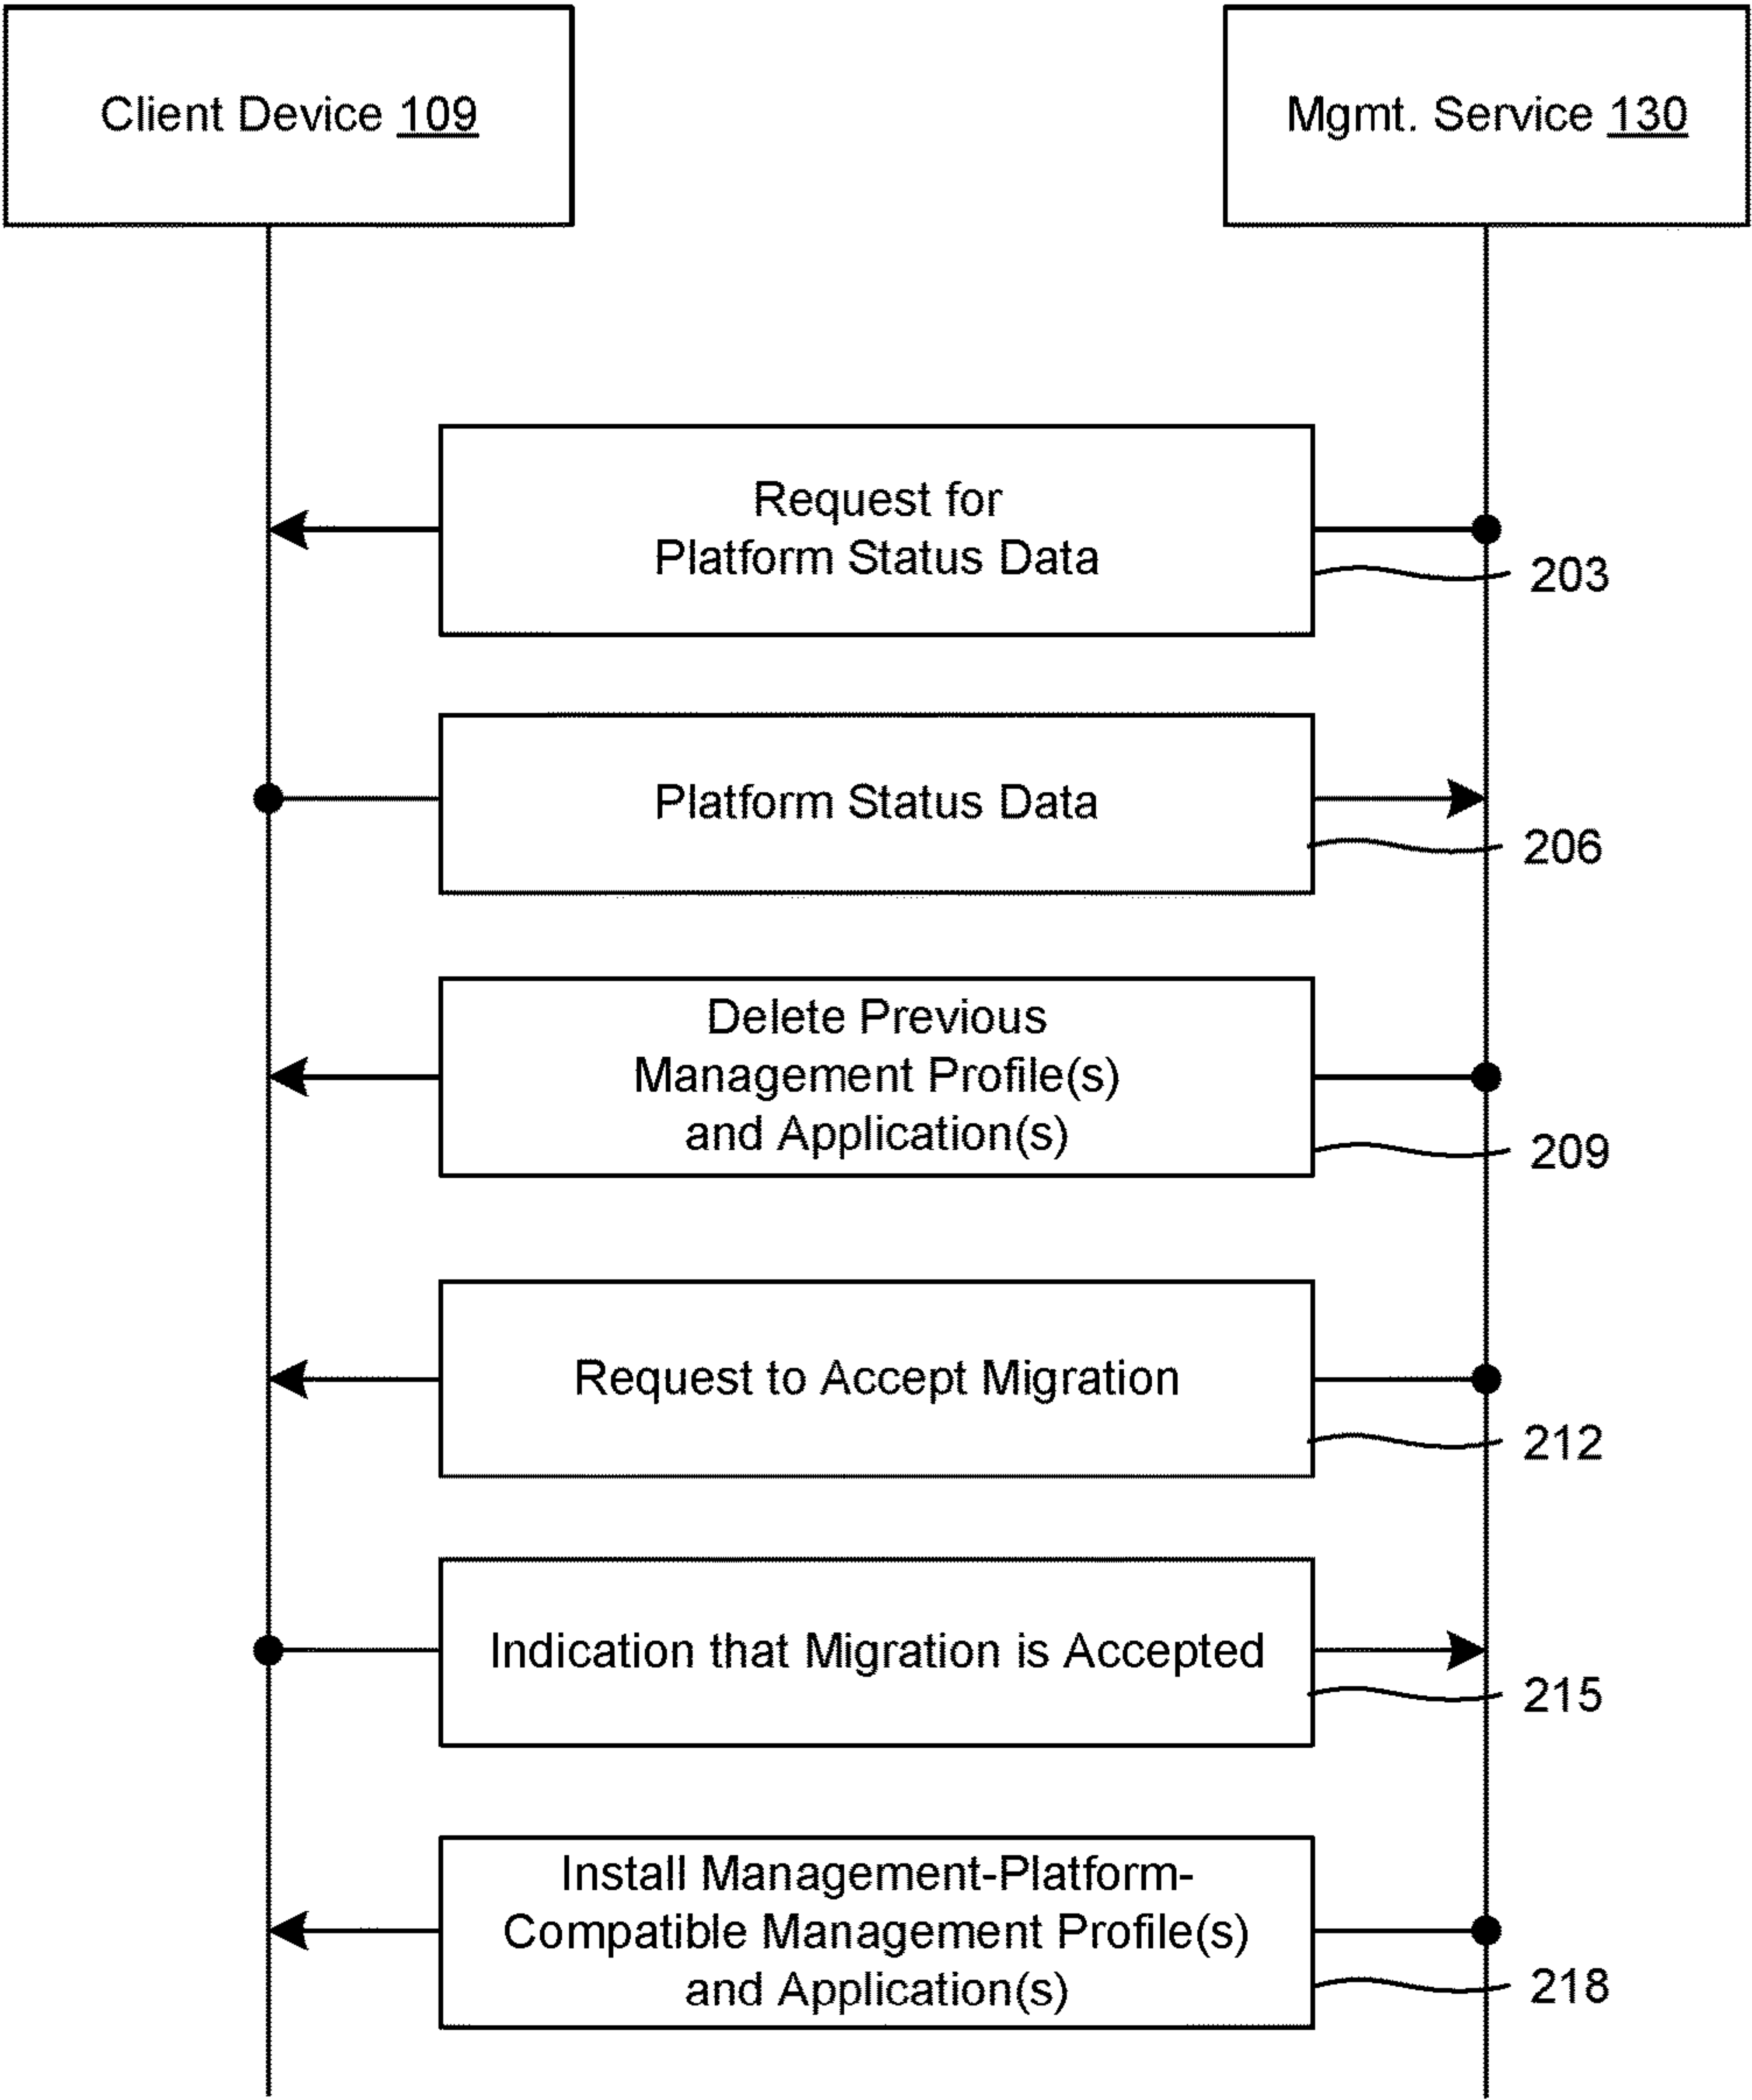 Client Device 109
Mgmt. Service 130
Request for
Platform Status Data
203
Platform Status Data
206
Delete Previous
Management Profile(s)
and Application(s)
209
Request to Accept Migration
212
Indication that Migration is Accepted
215
Install Management-Platform-
Compatible Management Profile(s)
and Application(s)
218